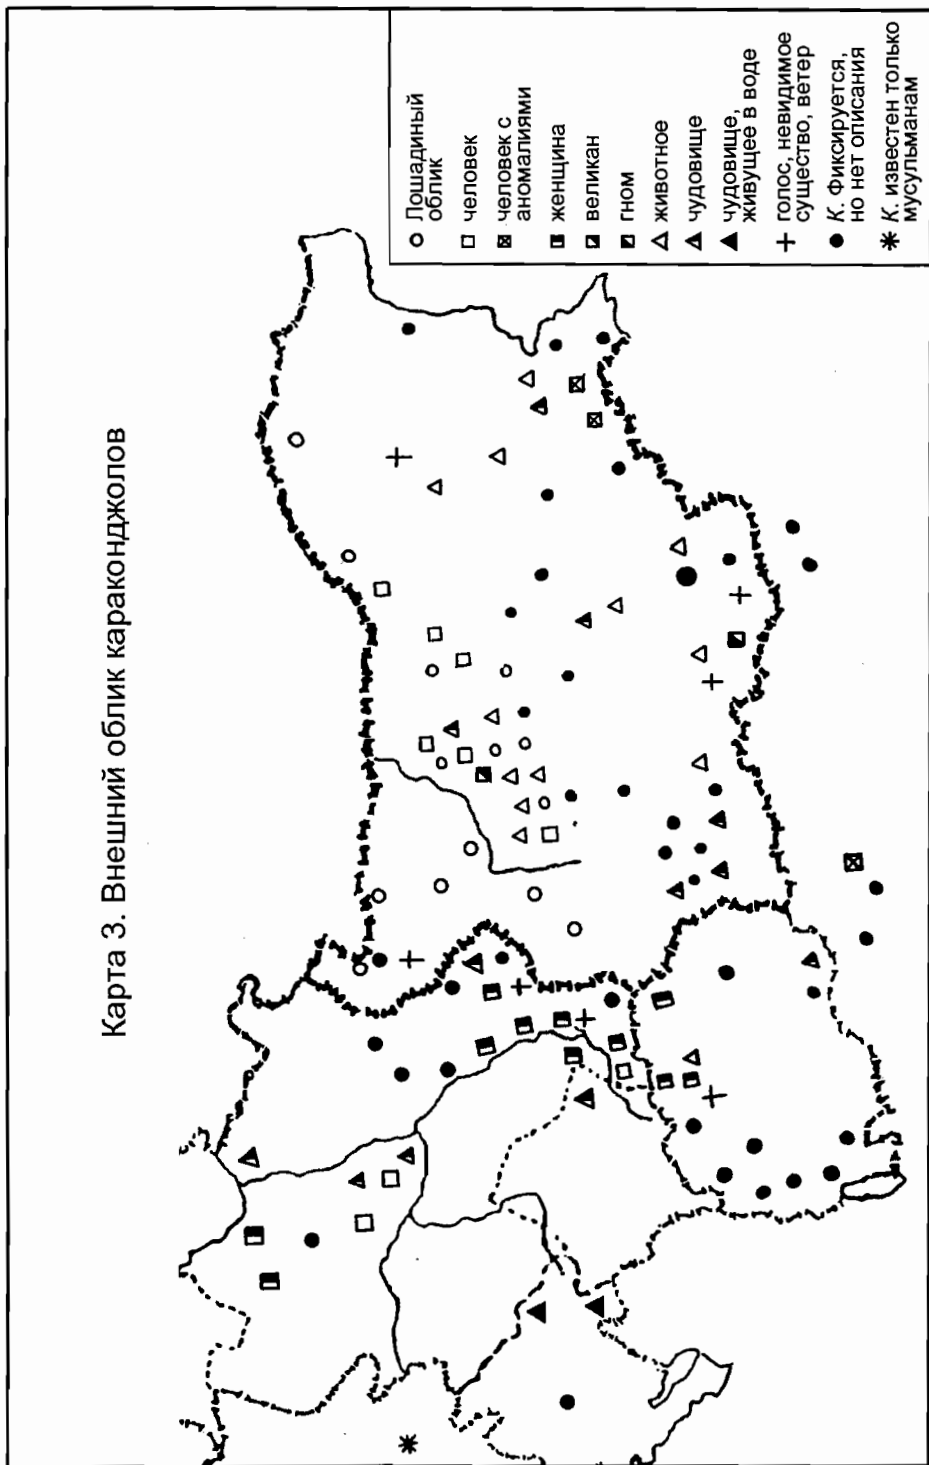 Карта 3. Внешний облик караконджолов
Лошадиный
облик
человек
человек с
аномалиями
женщина
великан
гном
животное
чудовище
чудовище,
живущее в воде
голос, невидимое
существо, ветер
К. Фиксируется,
но нет описания
К. известен только
мусульманам